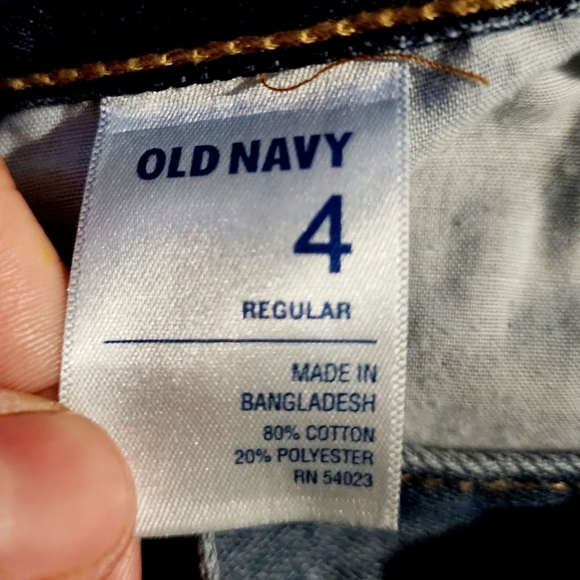 OLD NAVY
4
REGULAR
MADE IN
BANGLADESH
80% COTTON
20% POLYESTER
RN 54023